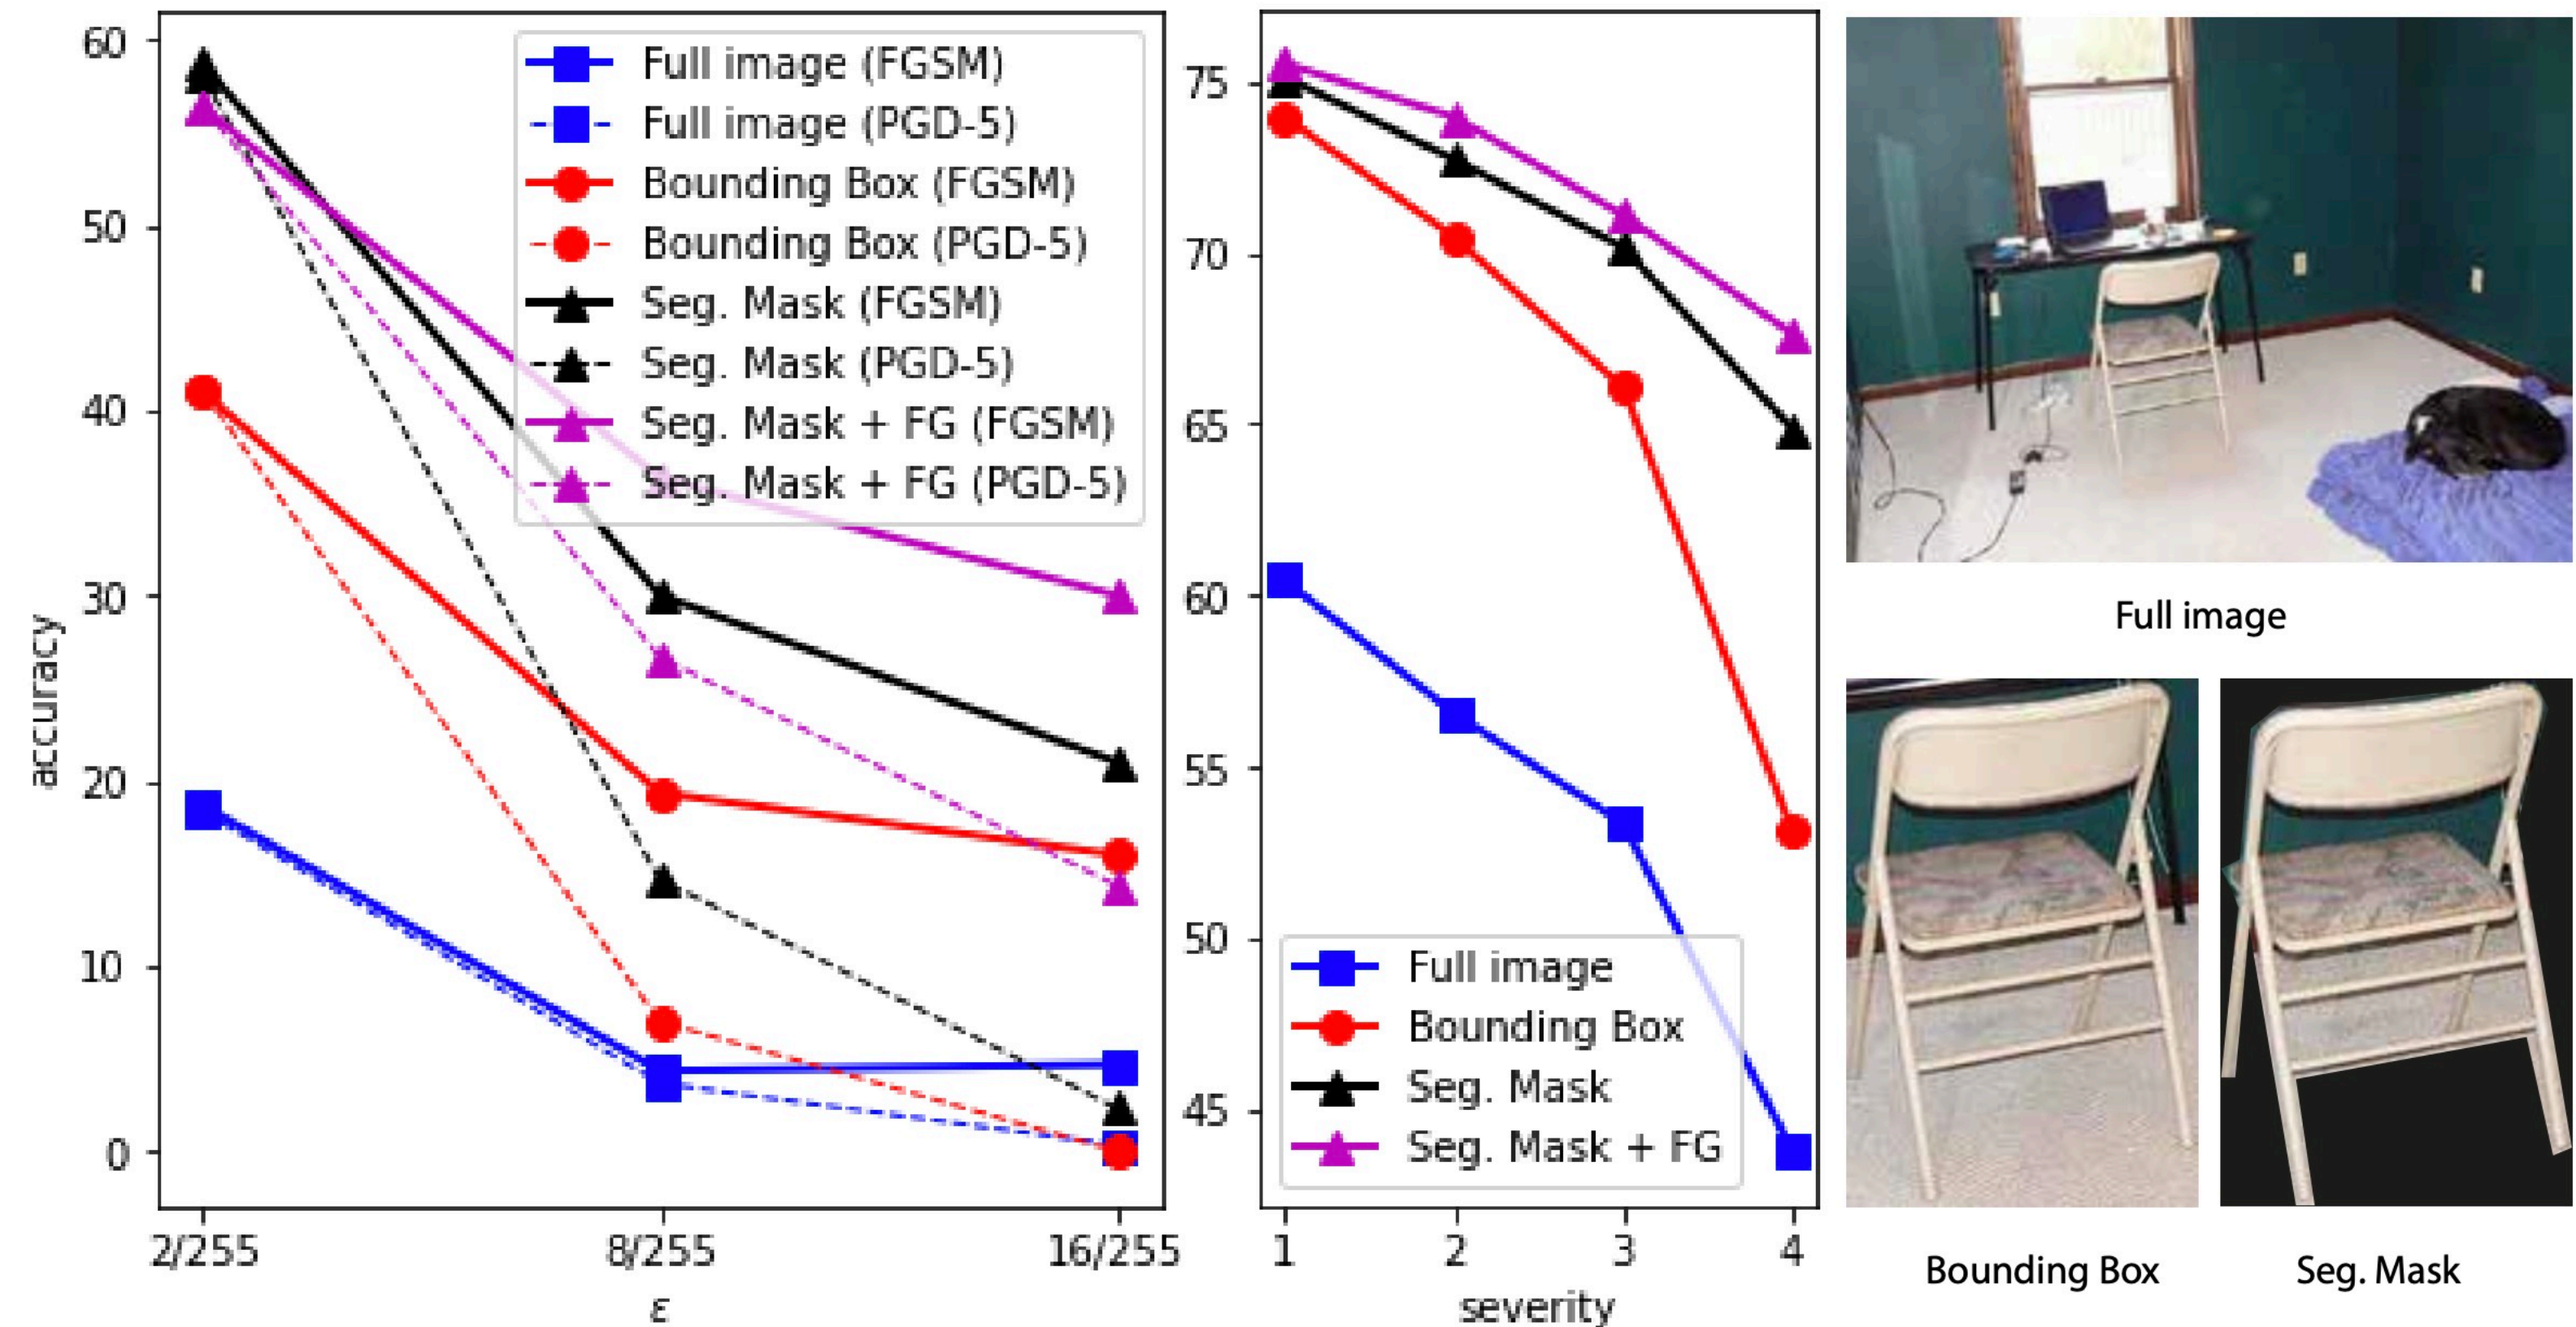 60
50
40
30
20
10
0
accuracy
Full image (FGSM)
Full image (PGD-5)
Bounding Box (FGSM)
Bounding Box (PGD-5)
Seg. Mask (FGSM)
Seg. Mask (PGD-5)
Seg. Mask + FG (FGSM)
Seg. Mask + FG (PGD-5)
2/255 8/255 16/255
ε
75
70
65
60
55
50
45
Full image
Bounding Box
Seg. Mask
Seg. Mask + FG
1 2 3 4
severity
Full image
Bounding Box Seg. Mask